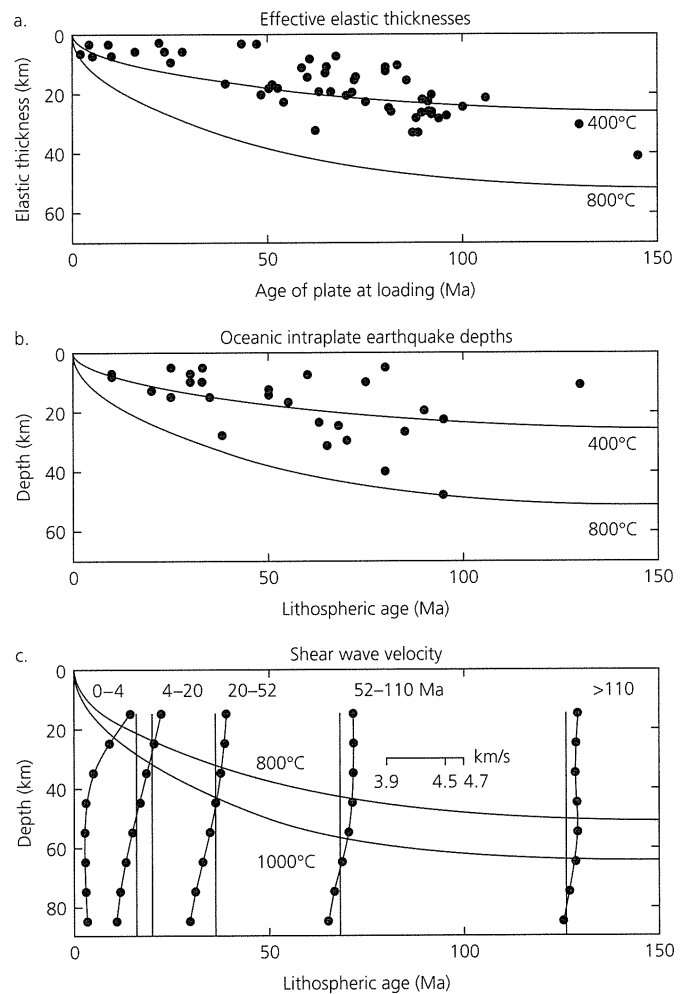 a.
Effective elastic thicknesses
0
20
40
60
Elastic thickness (km)
400°C
800°C
0
50
100
150
Age of plate at loading (Ma)
b.
Oceanic intraplate earthquake depths
0
20
40
60
Depth (km)
400°C
800°C
0
50
100
150
Lithospheric age (Ma)
c.
Shear wave velocity
0
20
40
60
80
Depth (km)
0–4
4–20
20–52
52–110 Ma
>110
800°C
km/s
3.9
4.5
4.7
1000°C
0
50
100
150
Lithospheric age (Ma)